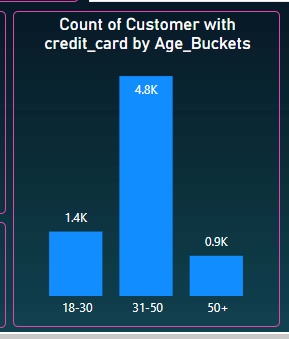 Count of Customer with
credit_card by Age_Buckets
4.8K
1.4K
0.9K
18-30 31-50 50+